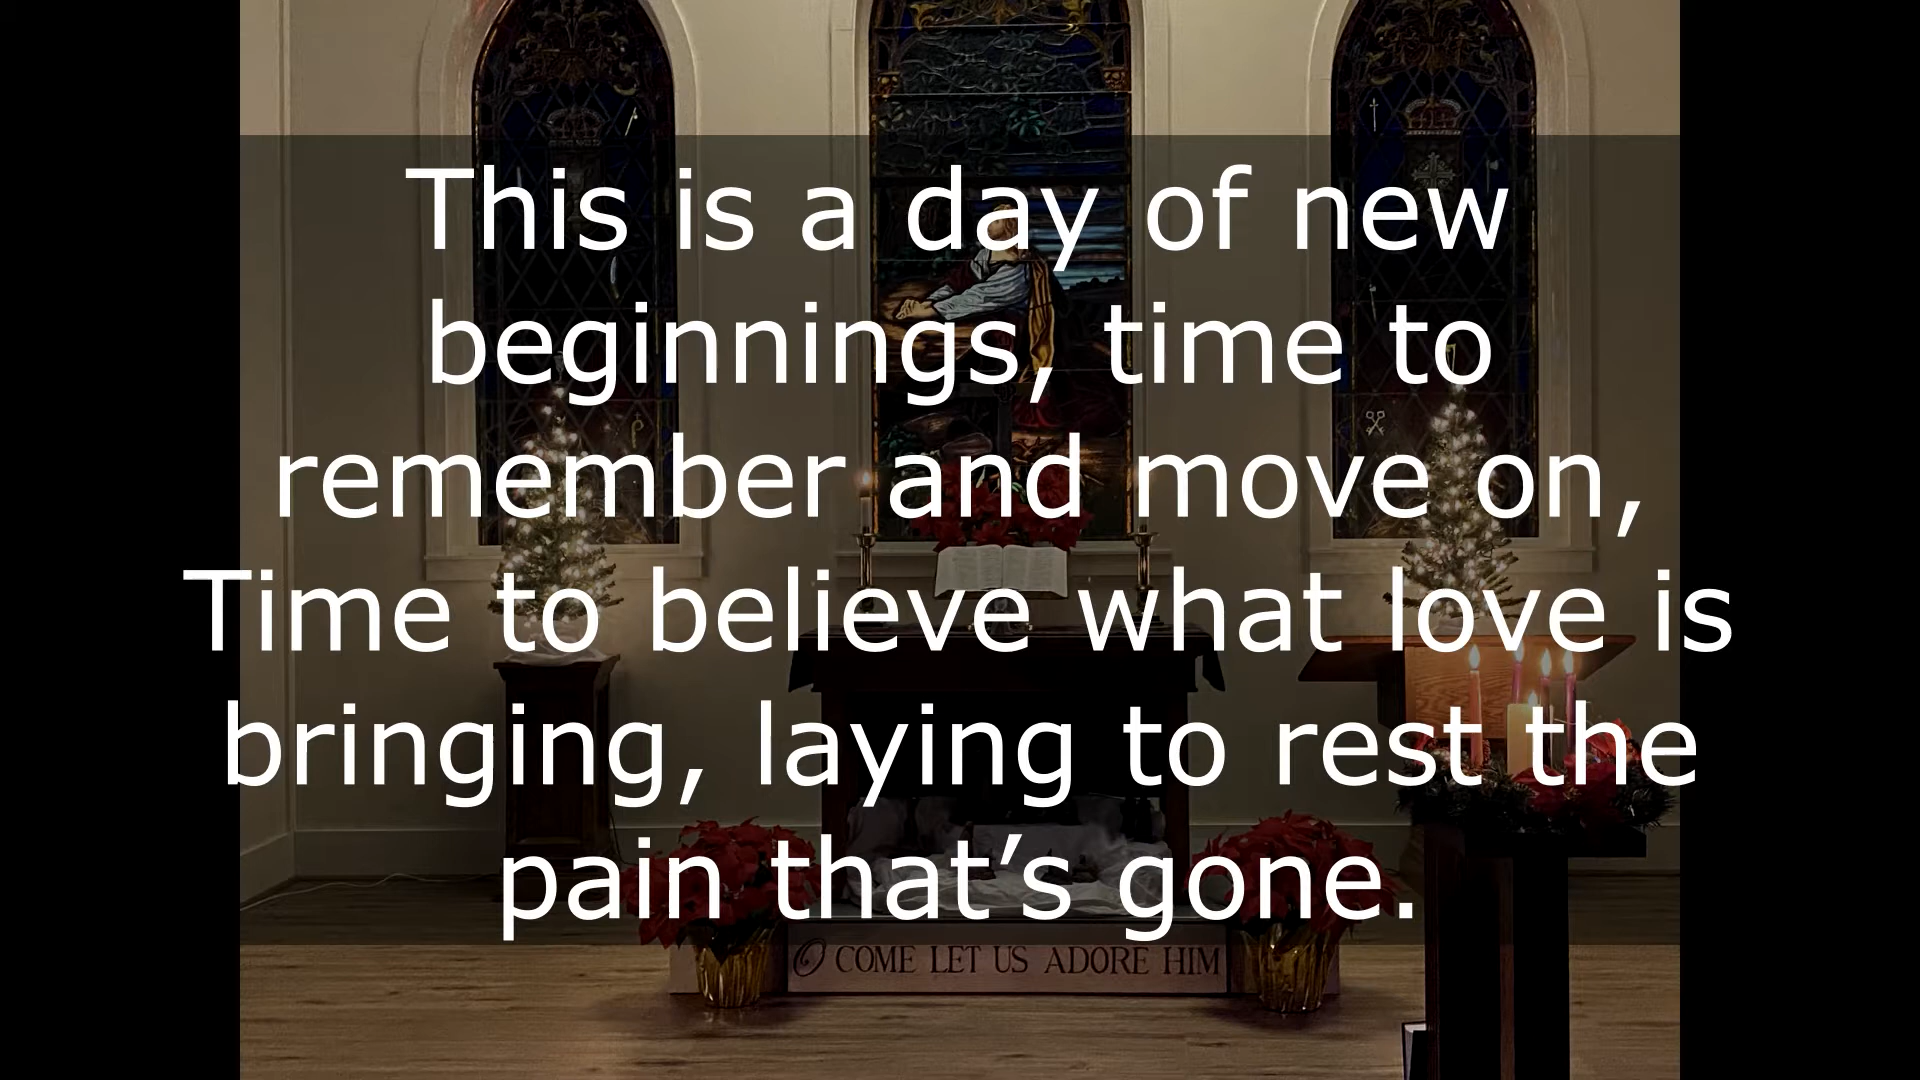 This is a day of new
beginnings, time to
remember and move on,
Time to believe what love is
bringing, laying to rest the
pain that’s gone.
O COME LET US ADORE HIM